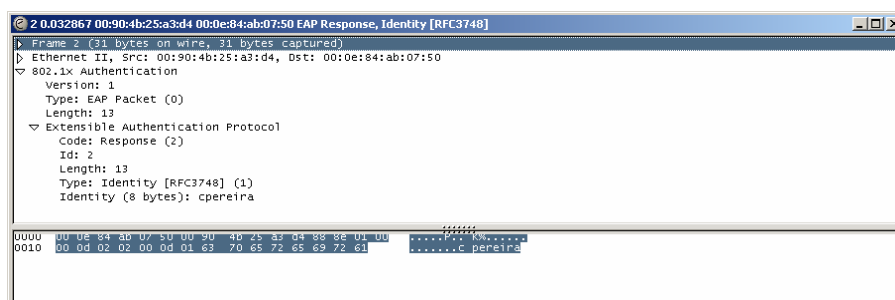 2 0.032867 00:90:4b:25:a3:d4 00:0e:84:ab:07:50 EAP Response, Identity [RFC3748]
Frame 2 (31 bytes on wire, 31 bytes captured)
Ethernet II, Src: 00:90:4b:25:a3:d4, Dst: 00:0e:84:ab:07:50
802.1x Authentication
Version: 1
Type: EAP Packet (0)
Length: 13
Extensible Authentication Protocol
Code: Response (2)
Id: 2
Length: 13
Type: Identity [RFC3748] (1)
Identity (8 bytes): cpereira
0000 00 0e 84 ab 07 50 00 90 4b 25 a3 d4 88 8e 01 00 .....P.. K%......
0010 00 0d 02 02 00 0d 01 63 70 65 72 65 69 72 61 .......c pereira